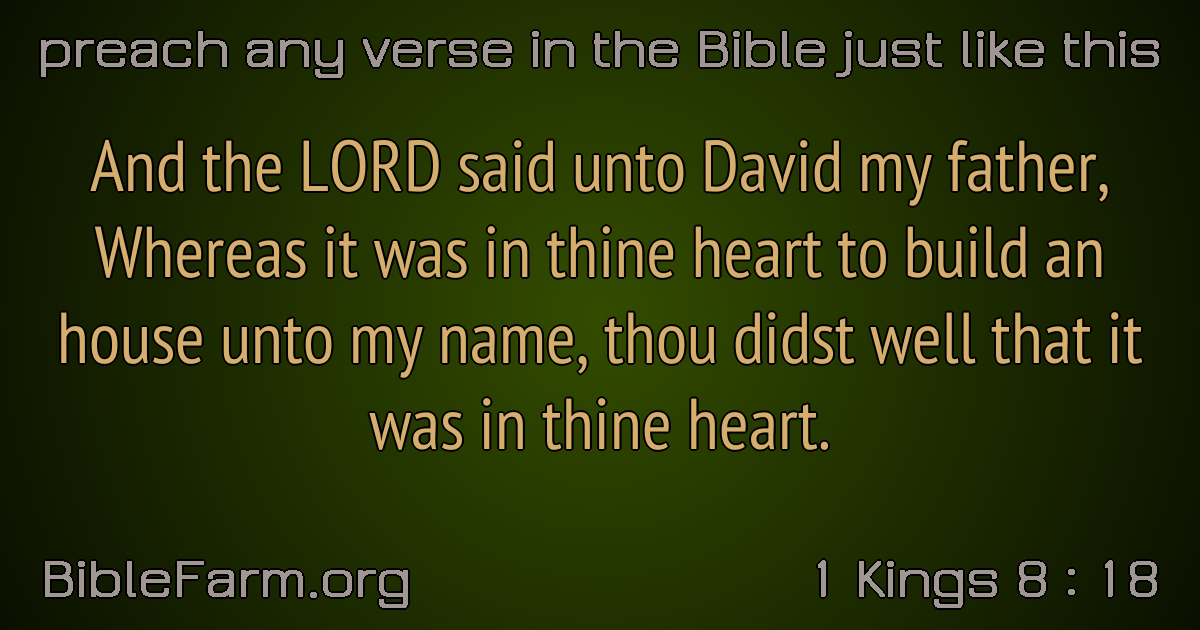 preach any verse in the Bible just like this
And the LORD said unto David my father,
Whereas it was in thine heart to build an
house unto my name, thou didst well that it
was in thine heart.
BibleFarm.org
1 Kings 8 : 18